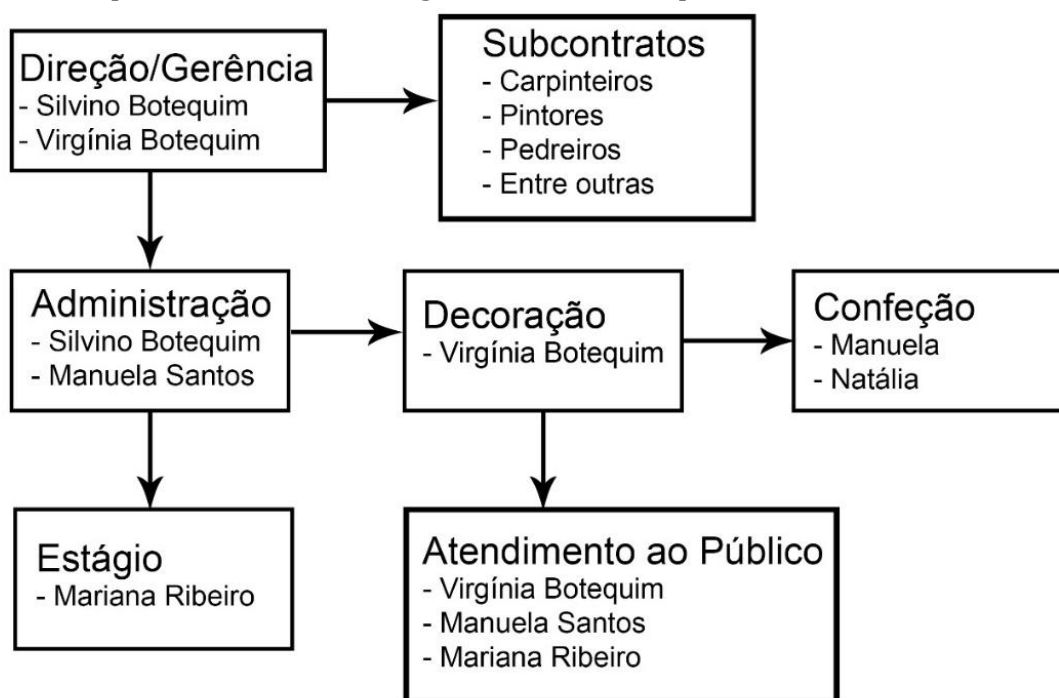 Direção/Gerência
- Silvino Botequim
- Virgínia Botequim
Subcontratos
- Carpinteiros
- Pintores
- Pedreiros
- Entre outras
Administração
- Silvino Botequim
- Manuela Santos
Decoração
- Virgínia Botequim
Confeção
- Manuela
- Natália
Estágio
- Mariana Ribeiro
Atendimento ao Público
- Virgínia Botequim
- Manuela Santos
- Mariana Ribeiro